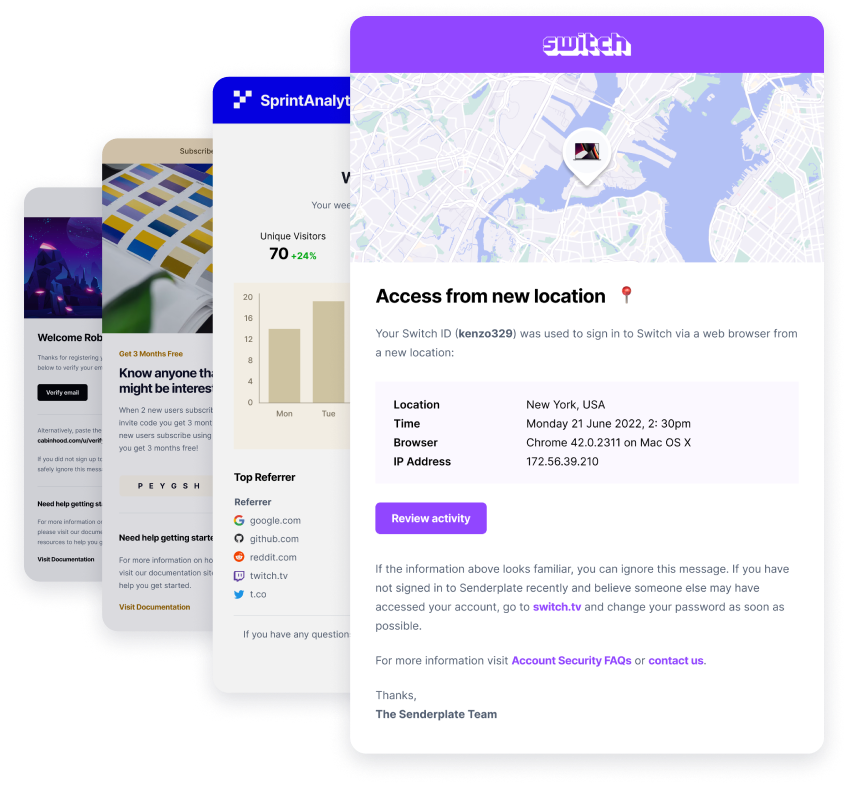 switch
Access from new location
Your Switch ID (kenzo329) was used to sign in to Switch via a web browser from
a new location:
Location New York, USA
Time Monday 21 June 2022, 2: 30pm
Browser Chrome 42.0.2311 on Mac OS X
IP Address 172.56.39.210
Review activity
If the information above looks familiar, you can ignore this message. If you have
not signed in to Senderplate recently and believe someone else may have
accessed your account, go to switch.tv and change your password as soon as
possible.
For more information visit Account Security FAQs or contact us.
Thanks,
The Senderplate Team
SprintAnalyt
W
Your wee
Unique Visitors
70 +24%
20
16
12
8
4
0
Mon Tue
Top Referrer
Referrer
google.com
github.com
reddit.com
twitch.tv
t.co
If you have any question
Subscribe
Get 3 Months Free
Know anyone tha
might be interest
When 2 new users subscrib
invite code you get 3 mont
new users subscribe using
you get 3 months free!
P E Y G S H
Need help getting starte
For more information on ho
visit our documentation site
help you get started.
Visit Documentation
Welcome Rob
Thanks for registering
below to verify your em
Verify email
Alternatively, paste the
cabinhood.com/u/verify
If you did not sign up to
safely ignore this mess
Need help getting sta
For more information on
please visit our docume
resources to help you g
Visit Documentation